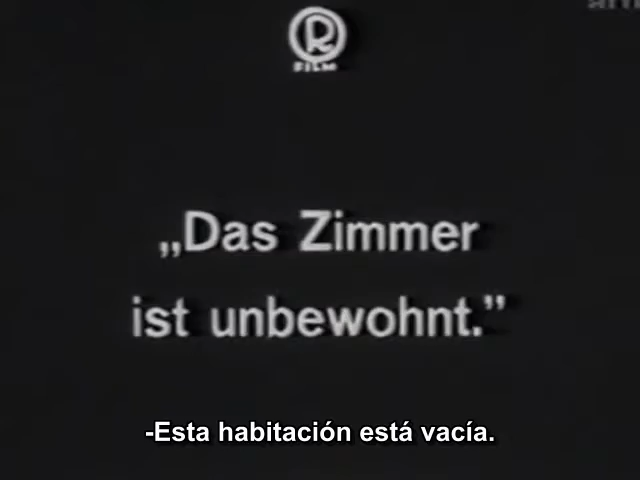 R
FILM
„Das Zimmer
ist unbewohnt.”
-Esta habitación está vacía.